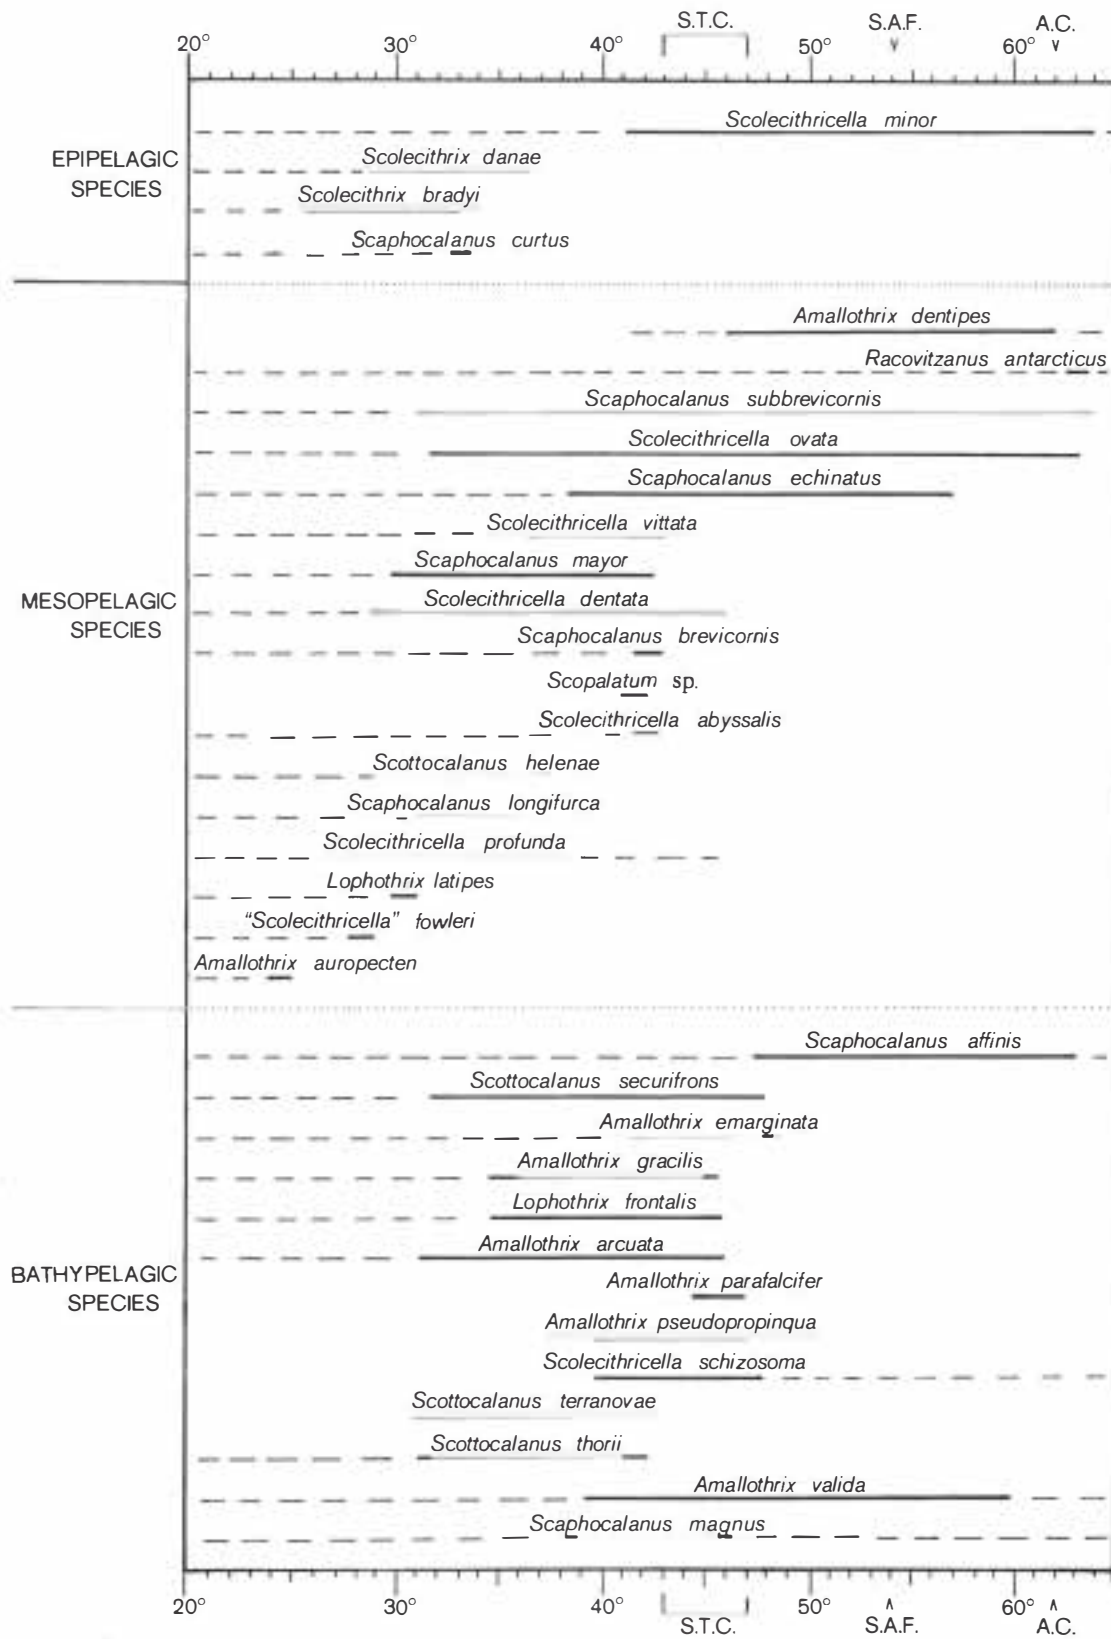 S.T.C. S.A.F. A.C.
20° 30° 40° 50° 60°
Scolecithricella minor
EPIPELAGIC
SPECIES
Scolecithrix danae
Scolecithrix bradyi
Scaphocalanus curtus
Amallothrix dentipes
Racovitzanus antarcticus
Scaphocalanus subbrevicornis
Scolecithricella ovata
Scaphocalanus echinatus
Scolecithricella vittata
Scaphocalanus mayor
MESOPELAGIC
SPECIES
Scolecithricella dentata
Scaphocalanus brevicornis
Scopalatum sp.
Scolecithricella abyssalis
Scottocalanus helenae
Scaphocalanus longifurca
Scolecithricella profunda
Lophothrix latipes
"Scolecithricella" fowleri
Amallothrix auropecten
Scaphocalanus affinis
Scottocalanus securifrons
Amallothrix emarginata
Amallothrix gracilis
Lophothrix frontalis
Amallothrix arcuata
BATHYPELAGIC
SPECIES
Amallothrix parafalcifer
Amallothrix pseudopropinqua
Scolecithricella schizosoma
Scottocalanus terranovae
Scottocalanus thorii
Amallothrix valida
Scaphocalanus magnus
20° 30° 40° 50° 60°
S.T.C. S.A.F. A.C.